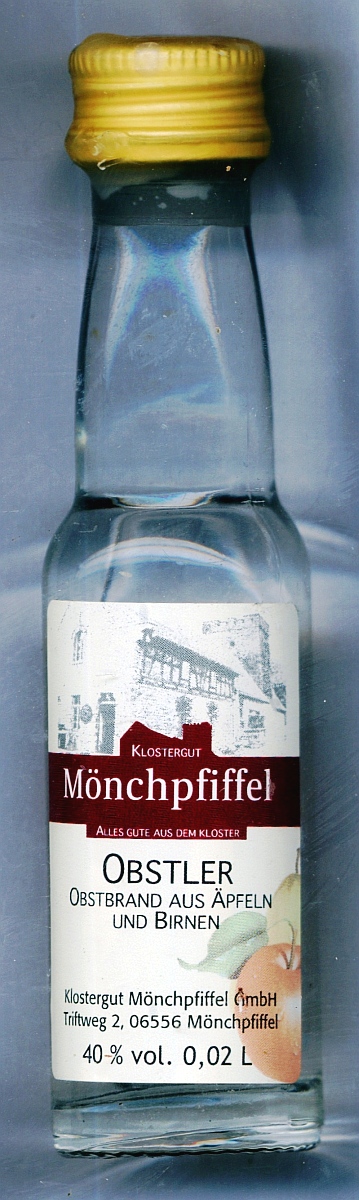 KLOSTERGUT
Mönchpfiffel
ALLES GUTE AUS DEM KLOSTER
OBSTLER
OBSTBRAND AUS ÄPFELN
UND BIRNEN
Klostergut Mönchpfiffel GmbH
Triftweg 2, 06556 Mönchpfiffel
40 % vol. 0,02 L